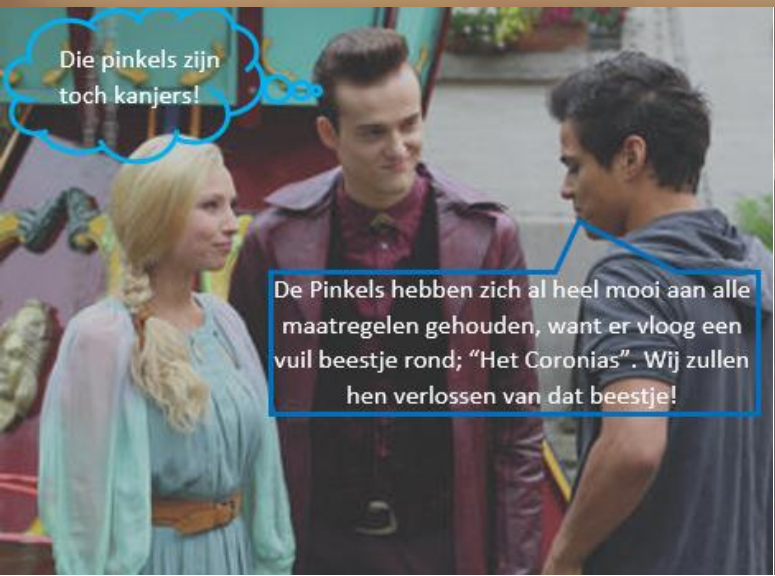 Die pinkels zijn
toch kanjers!
De Pinkels hebben zich al heel mooi aan alle
maatregelen gehouden, want er vloog een
vuil beestje rond; “Het Coronias”. Wij zullen
hen verlossen van dat beestje!